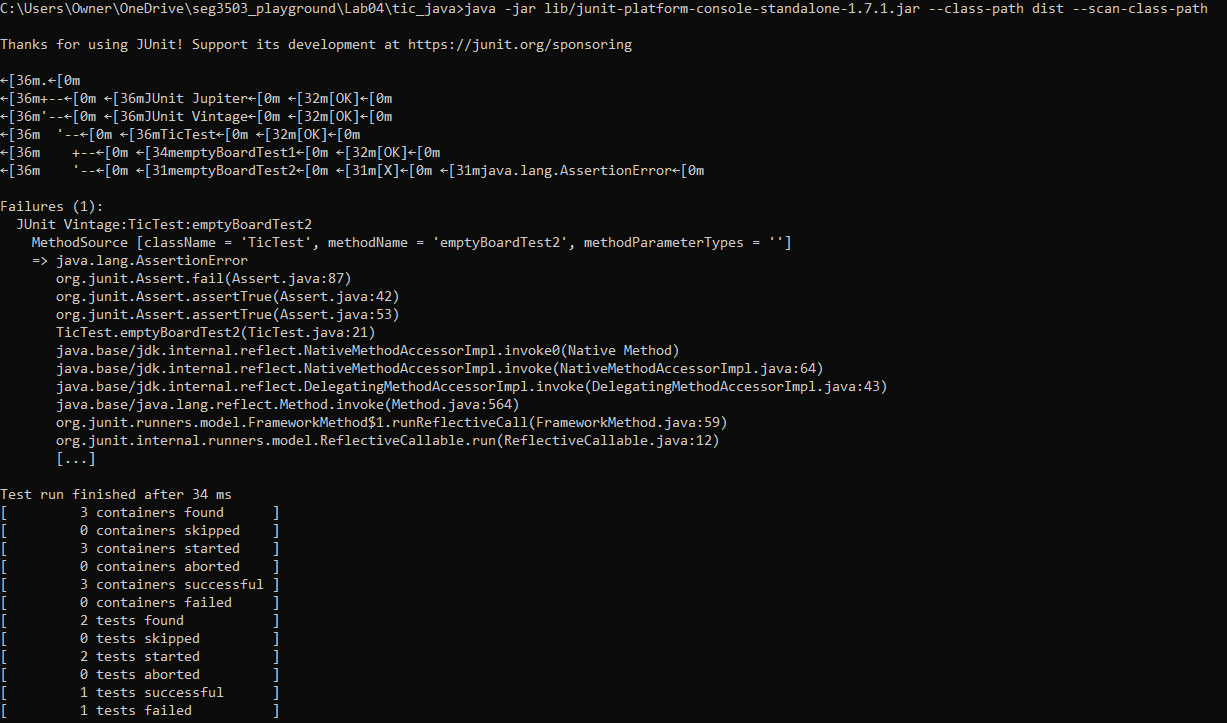 C:\Users\Owner\OneDrive\seg3503_playground\Lab04\tic_java>java -jar lib/junit-platform-console-standalone-1.7.1.jar --class-path dist --scan-class-path

Thanks for using JUnit! Support its development at https://junit.org/sponsoring

←[36m.←[0m
←[36m+--←[0m ←[36mJUnit Jupiter←[0m ←[32m[OK]←[0m
←[36m'--←[0m ←[36mJUnit Vintage←[0m ←[32m[OK]←[0m
←[36m  '--←[0m ←[36mTicTest←[0m ←[32m[OK]←[0m
←[36m    +--←[0m ←[34memptyBoardTest1←[0m ←[32m[OK]←[0m
←[36m    '--←[0m ←[31memptyBoardTest2←[0m ←[31m[X]←[0m ←[31mjava.lang.AssertionError←[0m

Failures (1):
  JUnit Vintage:TicTest:emptyBoardTest2
    MethodSource [className = 'TicTest', methodName = 'emptyBoardTest2', methodParameterTypes = '']
    => java.lang.AssertionError
       org.junit.Assert.fail(Assert.java:87)
       org.junit.Assert.assertTrue(Assert.java:42)
       org.junit.Assert.assertTrue(Assert.java:53)
       TicTest.emptyBoardTest2(TicTest.java:21)
       java.base/jdk.internal.reflect.NativeMethodAccessorImpl.invoke0(Native Method)
       java.base/jdk.internal.reflect.NativeMethodAccessorImpl.invoke(NativeMethodAccessorImpl.java:64)
       java.base/jdk.internal.reflect.DelegatingMethodAccessorImpl.invoke(DelegatingMethodAccessorImpl.java:43)
       java.base/java.lang.reflect.Method.invoke(Method.java:564)
       org.junit.runners.model.FrameworkMethod$1.runReflectiveCall(FrameworkMethod.java:59)
       org.junit.internal.runners.model.ReflectiveCallable.run(ReflectiveCallable.java:12)
       [...]

Test run finished after 34 ms
[         3 containers found      ]
[         0 containers skipped    ]
[         3 containers started    ]
[         0 containers aborted    ]
[         3 containers successful ]
[         0 containers failed     ]
[         2 tests found           ]
[         0 tests skipped         ]
[         2 tests started         ]
[         0 tests aborted         ]
[         1 tests successful      ]
[         1 tests failed          ]